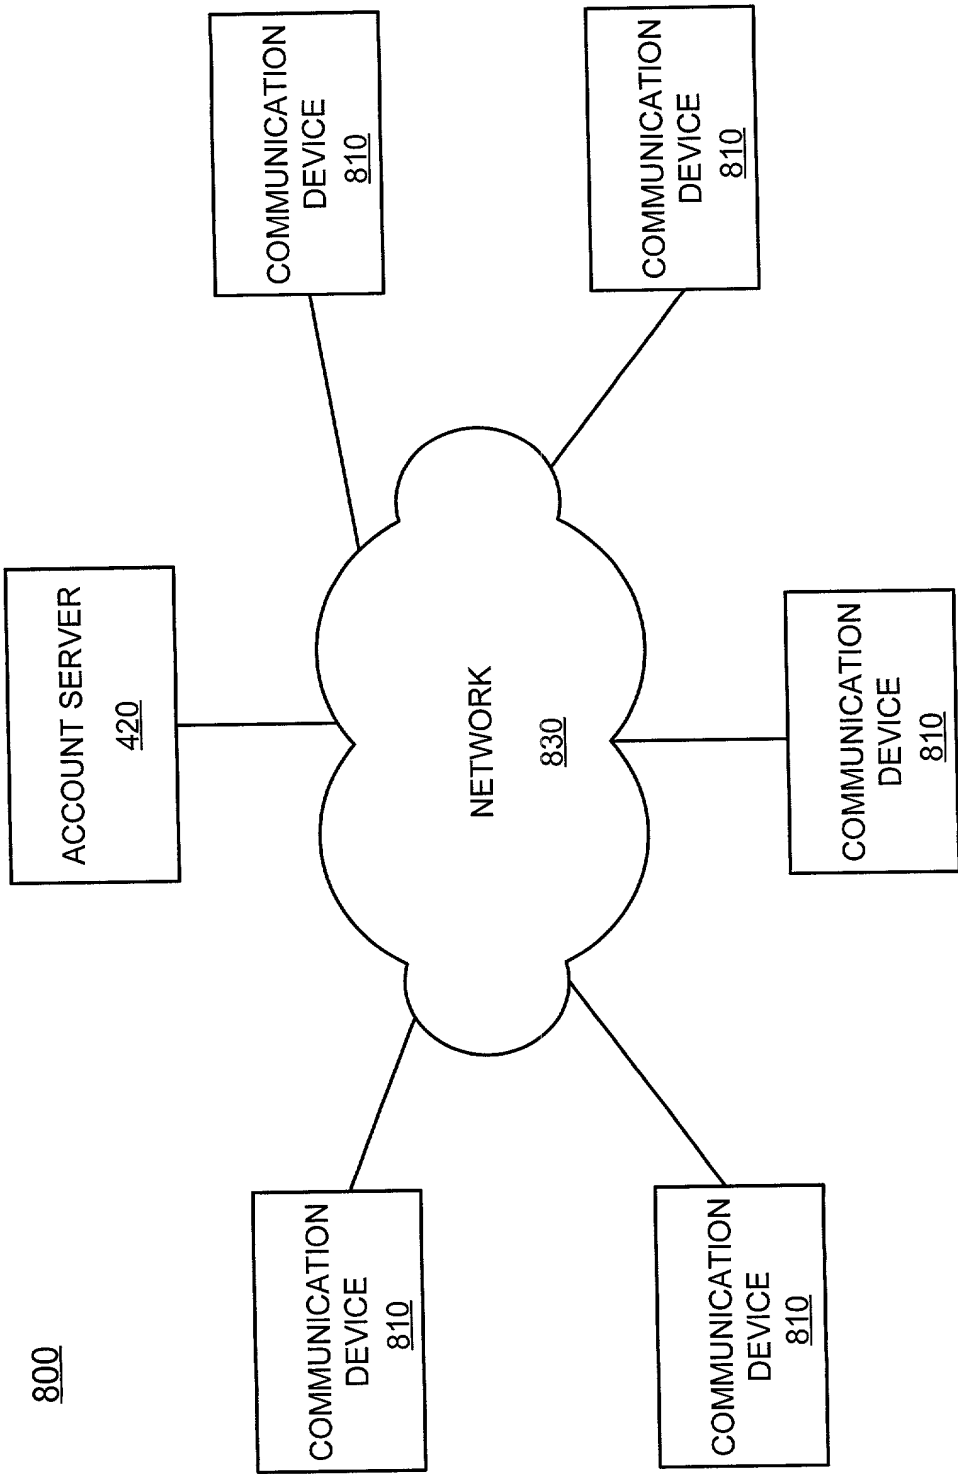 800
ACCOUNT SERVER
420
COMMUNICATION
DEVICE
810
COMMUNICATION
DEVICE
810
NETWORK
830
COMMUNICATION
DEVICE
810
COMMUNICATION
DEVICE
810
COMMUNICATION
DEVICE
810